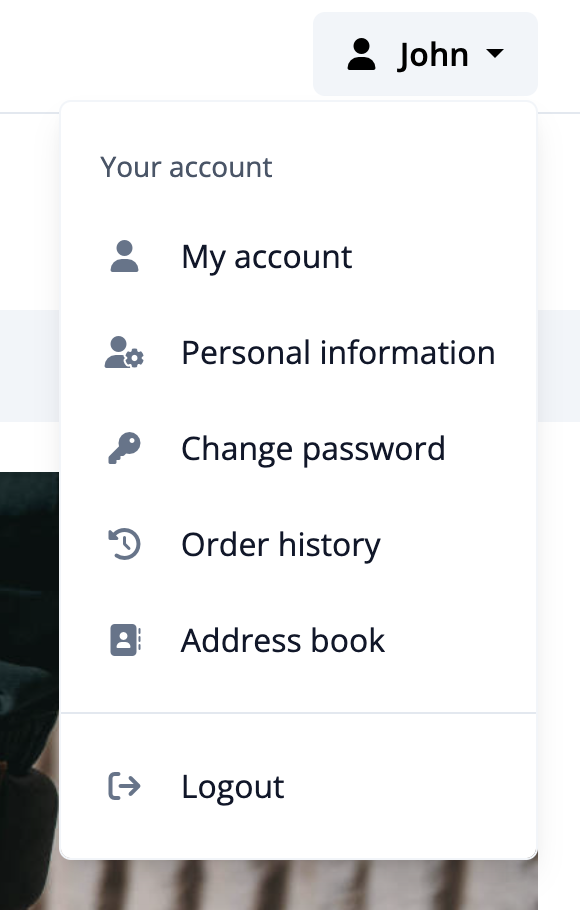 John
Your account
My account
Personal information
Change password
Order history
Address book
Logout